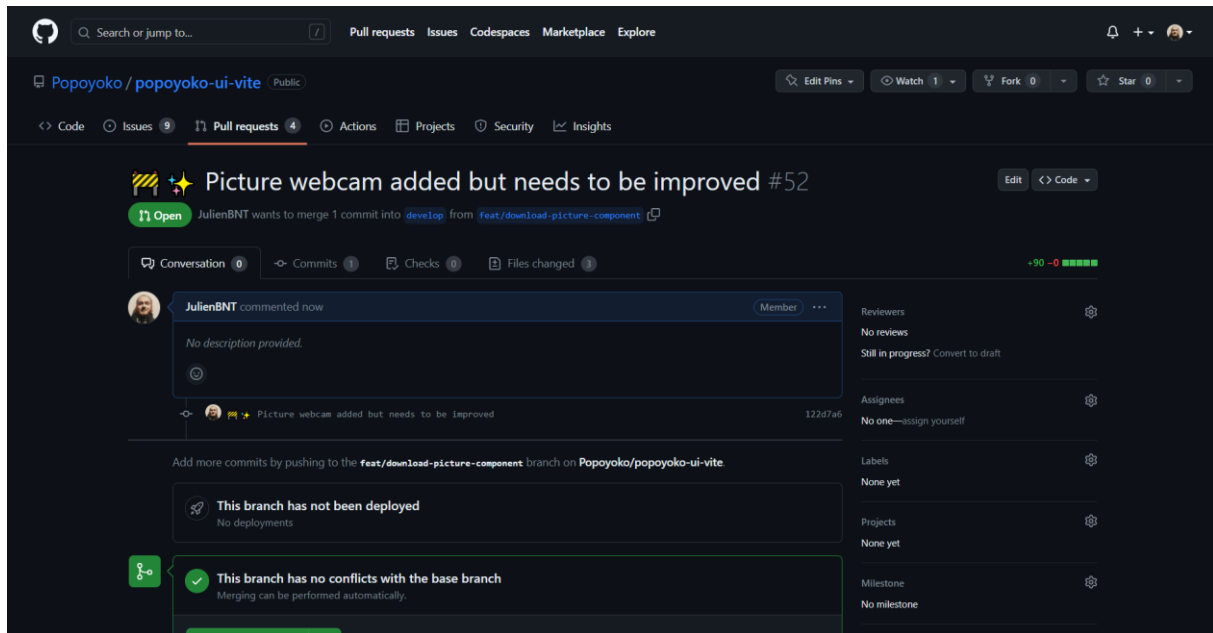 Search or jump to... / Pull requests Issues Codespaces Marketplace Explore
Popoyoko / popoyoko-ui-vite Public Edit Pins Watch 1 Fork 0 Star 0
<> Code Issues 9 Pull requests 4 Actions Projects Security Insights
🚧 ✨ Picture webcam added but needs to be improved #52 Edit <> Code
Open JulienBNT wants to merge 1 commit into develop from feat/download-picture-component
Conversation 0 Commits 1 Checks 0 Files changed 3 +90 −0
JulienBNT commented now Member ...
No description provided.
🚧 ✨ Picture webcam added but needs to be improved 122d7a6
Add more commits by pushing to the feat/download-picture-component branch on Popoyoko/popoyoko-ui-vite.
This branch has not been deployed
No deployments
This branch has no conflicts with the base branch
Merging can be performed automatically.
Reviewers
No reviews
Still in progress? Convert to draft
Assignees
No one—assign yourself
Labels
None yet
Projects
None yet
Milestone
No milestone